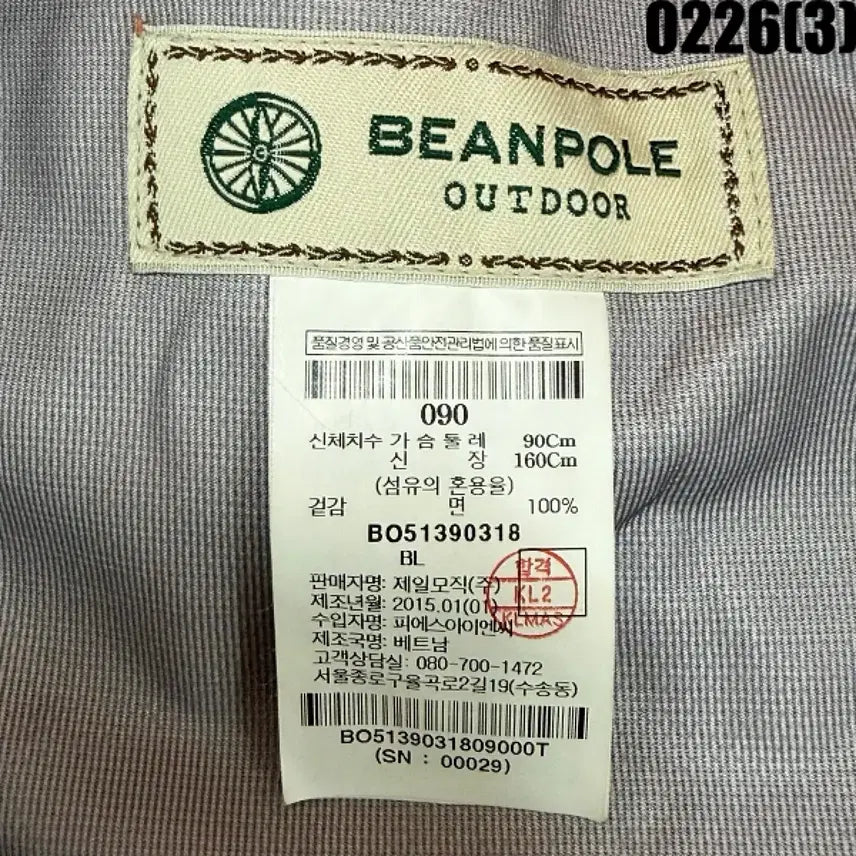 0226(3)
BEANPOLE
OUTDOOR
품질경영 및 공산품안전관리법에 의한 품질표시
090
신체치수 가 슴 둘 레 90Cm
신 장 160Cm
(섬유의 혼용율)
겉감 면 100%
BO51390318
BL
판매자명: 제일모직(주)
제조년월: 2015.01(01)
수입자명: 피에스아이엔씨
제조국명: 베트남
고객상담실: 080-700-1472
서울종로구율곡로2길19(수송동)
합격
KL2
KLMAS
BO5139031809000T
(SN : 00029)